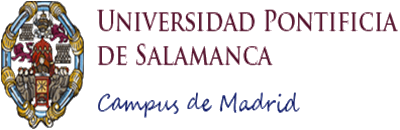 UNIVERSIDAD PONTIFICIA
DE SALAMANCA
Campus de Madrid